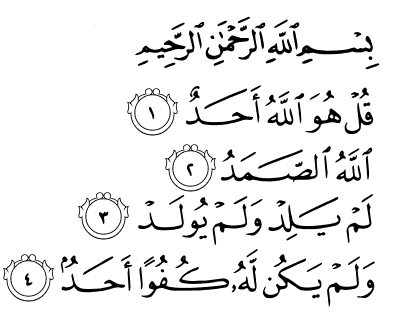 بِسْمِ ٱللَّهِ ٱلرَّحْمَٰنِ ٱلرَّحِيمِ
قُلْ هُوَ ٱللَّهُ أَحَدٌ ١
ٱللَّهُ ٱلصَّمَدُ ٢
لَمْ يَلِدْ وَلَمْ يُولَدْ ٣
وَلَمْ يَكُن لَّهُۥ كُفُوًا أَحَدٌۢ ٤